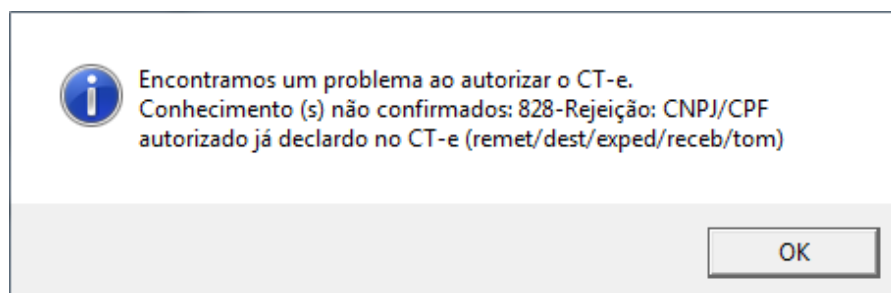 Encontramos um problema ao autorizar o CT-e.
Conhecimento (s) não confirmados: 828-Rejeição: CNPJ/CPF
autorizado já declardo no CT-e (remet/dest/exped/receb/tom)
OK